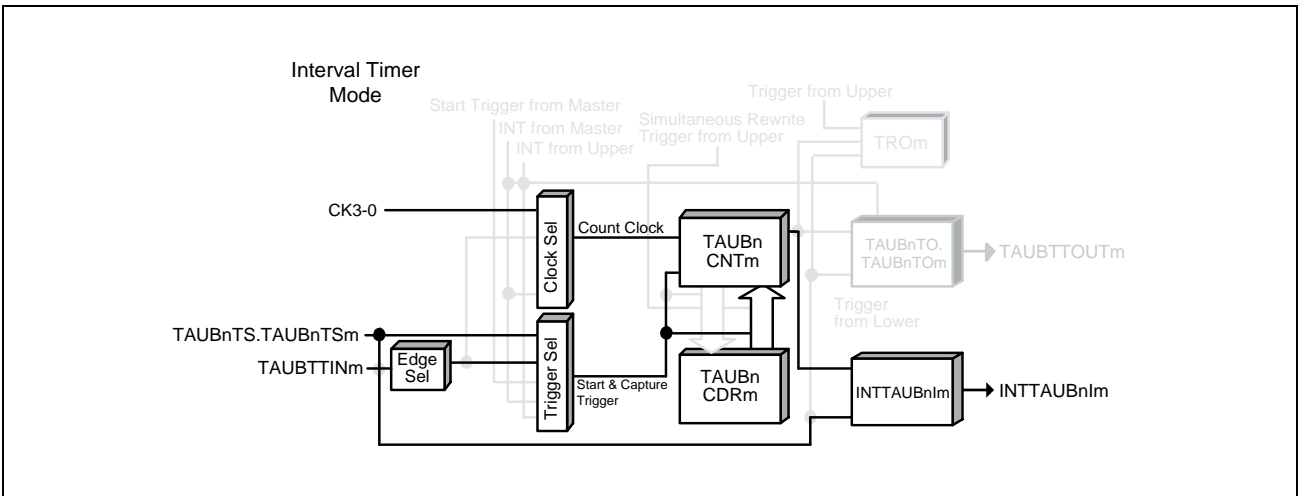 Interval Timer
Mode
Start Trigger from Master
INT from Master
INT from Upper
Simultaneous Rewrite
Trigger from Upper
Trigger from Upper
TROm
CK3-0
Clock Sel
Count Clock
TAUBn
CNTm
TAUBnTO.
TAUBnTOm
TAUBTTOUTm
Trigger
from Lower
TAUBnTS.TAUBnTSm
TAUBTTINm
Edge
Sel
Trigger Sel
Start & Capture
Trigger
TAUBn
CDRm
INTTAUBnIm
INTTAUBnIm